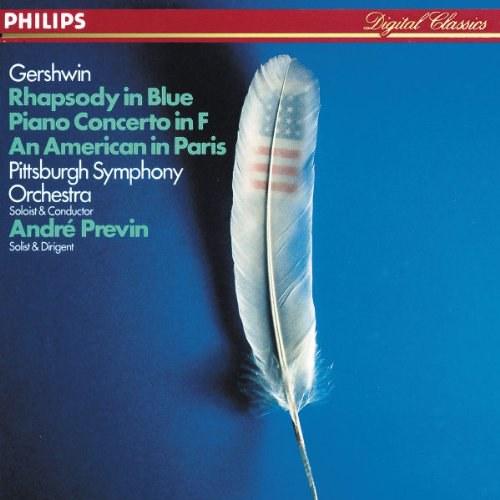 PHILIPS
Digital Classics
Gershwin
Rhapsody in Blue
Piano Concerto in F
An American in Paris
Pittsburgh Symphony
Orchestra
Soloist & Conductor
André Previn
Solist & Dirigent